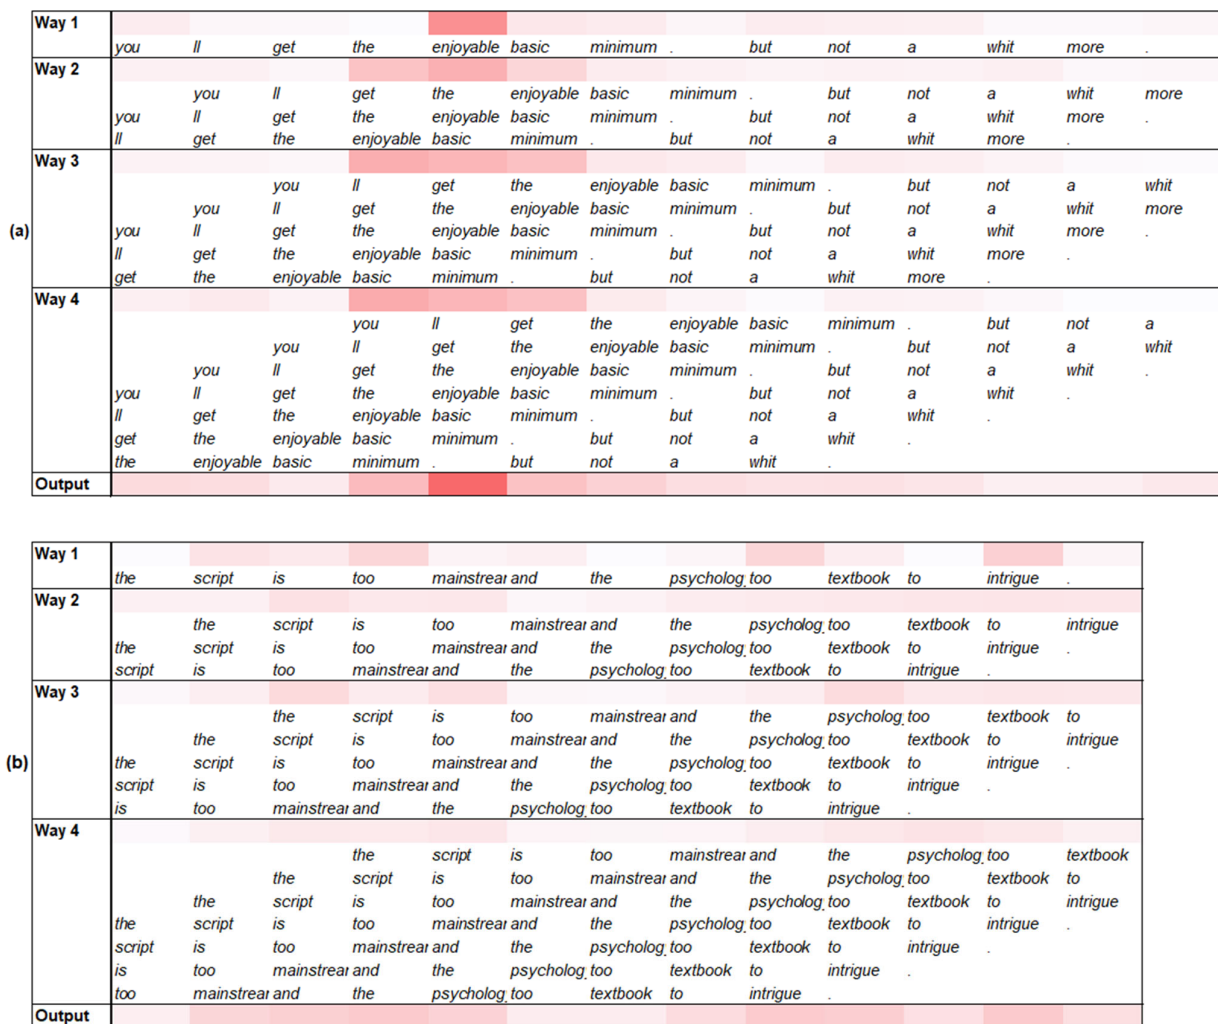 Way 1
you ll get the enjoyable basic minimum . but not a whit more .
Way 2
you ll get the enjoyable basic minimum . but not a whit more
you ll get the enjoyable basic minimum . but not a whit more .
ll get the enjoyable basic minimum . but not a whit more .
Way 3
you ll get the enjoyable basic minimum . but not a whit
you ll get the enjoyable basic minimum . but not a whit more
(a) you ll get the enjoyable basic minimum . but not a whit more .
ll get the enjoyable basic minimum . but not a whit more .
get the enjoyable basic minimum . but not a whit more .
Way 4
you ll get the enjoyable basic minimum . but not a
you ll get the enjoyable basic minimum . but not a whit
you ll get the enjoyable basic minimum . but not a whit .
you ll get the enjoyable basic minimum . but not a whit .
ll get the enjoyable basic minimum . but not a whit .
get the enjoyable basic minimum . but not a whit .
the enjoyable basic minimum . but not a whit .
Output
Way 1
the script is too mainstrear and the psycholog too textbook to intrigue .
Way 2
the script is too mainstrear and the psycholog too textbook to intrigue
the script is too mainstrear and the psycholog too textbook to intrigue .
script is too mainstrear and the psycholog too textbook to intrigue .
Way 3
the script is too mainstrear and the psycholog too textbook to
the script is too mainstrear and the psycholog too textbook to intrigue
(b) the script is too mainstrear and the psycholog too textbook to intrigue .
script is too mainstrear and the psycholog too textbook to intrigue .
is too mainstrear and the psycholog too textbook to intrigue .
Way 4
the script is too mainstrear and the psycholog too textbook
the script is too mainstrear and the psycholog too textbook to
the script is too mainstrear and the psycholog too textbook to intrigue
the script is too mainstrear and the psycholog too textbook to intrigue .
script is too mainstrear and the psycholog too textbook to intrigue .
is too mainstrear and the psycholog too textbook to intrigue .
too mainstrear and the psycholog too textbook to intrigue .
Output